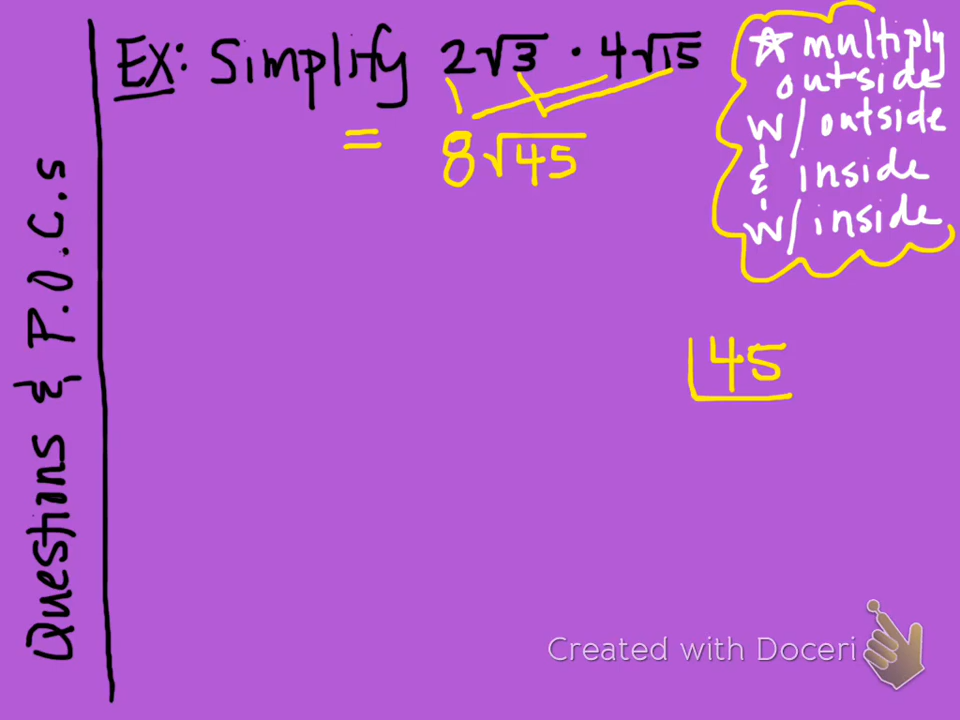 EX: Simplify 2√3 · 4√15
= 8√45
☆ multiply
outside
w/ outside
& inside
w/ inside
45
Questions & P.O.C.s
Created with Doceri